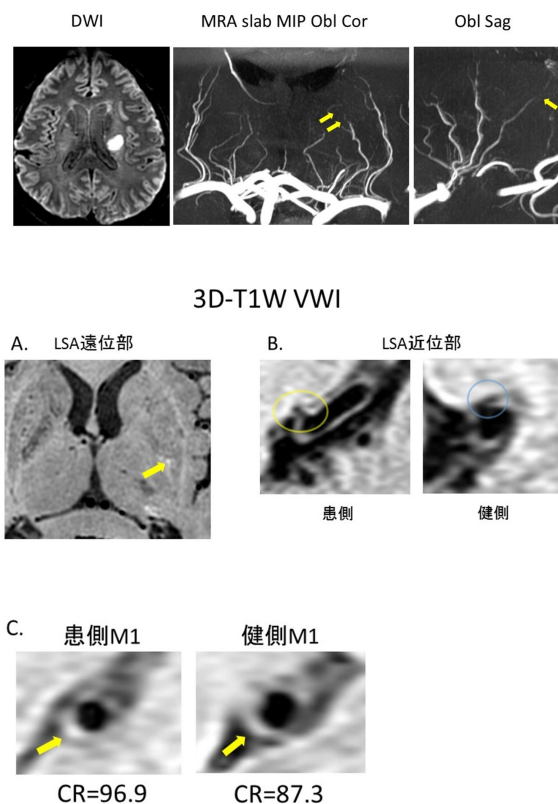 DWI
MRA slab MIP Obl Cor
Obl Sag
3D-T1W VWI
A.
LSA遠位部
B.
LSA近位部
患側
健側
C.
患側M1
健側M1
CR=96.9
CR=87.3